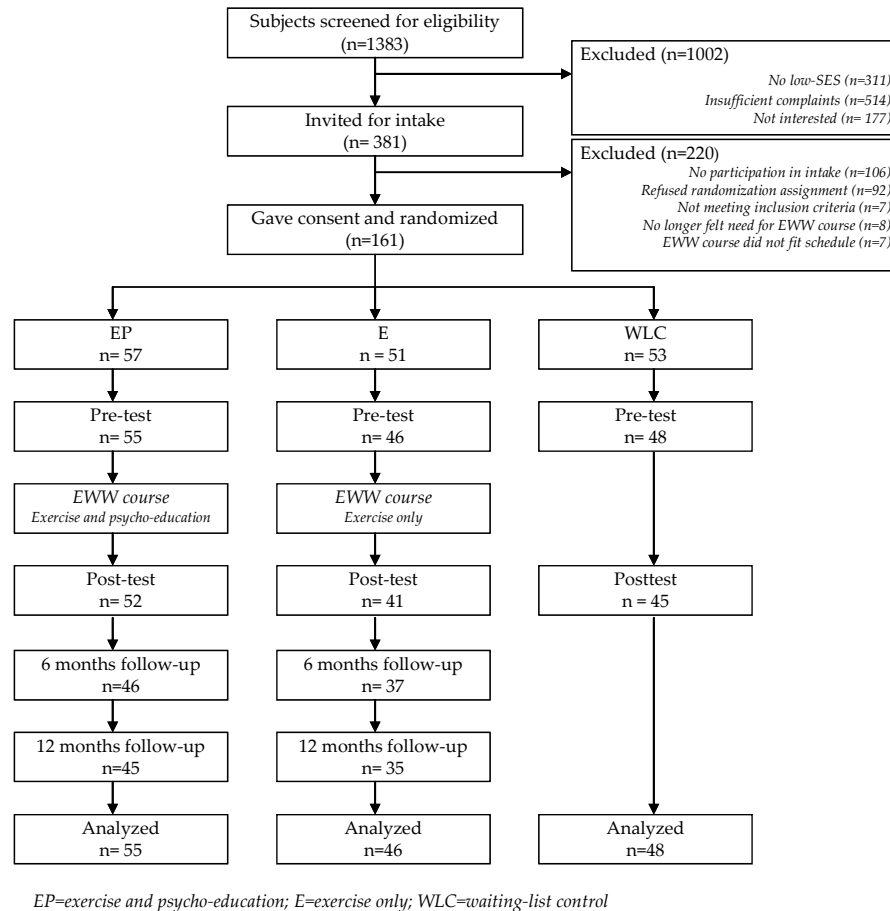 Subjects screened for eligibility
(n=1383)
Excluded (n=1002)
No low-SES (n=311)
Insufficient complaints (n=514)
Not interested (n= 177)
Invited for intake
(n= 381)
Excluded (n=220)
No participation in intake (n=106)
Refused randomization assignment (n=92)
Not meeting inclusion criteria (n=7)
No longer felt need for EWW course (n=8)
EWW course did not fit schedule (n=7)
Gave consent and randomized
(n=161)
EP
n= 57
E
n = 51
WLC
n= 53
Pre-test
n= 55
Pre-test
n= 46
Pre-test
n= 48
EWW course
Exercise and psycho-education
EWW course
Exercise only
Post-test
n= 52
Post-test
n= 41
Posttest
n = 45
6 months follow-up
n=46
6 months follow-up
n= 37
12 months follow-up
n=45
12 months follow-up
n= 35
Analyzed
n= 55
Analyzed
n=46
Analyzed
n=48
EP=exercise and psycho-education; E=exercise only; WLC=waiting-list control